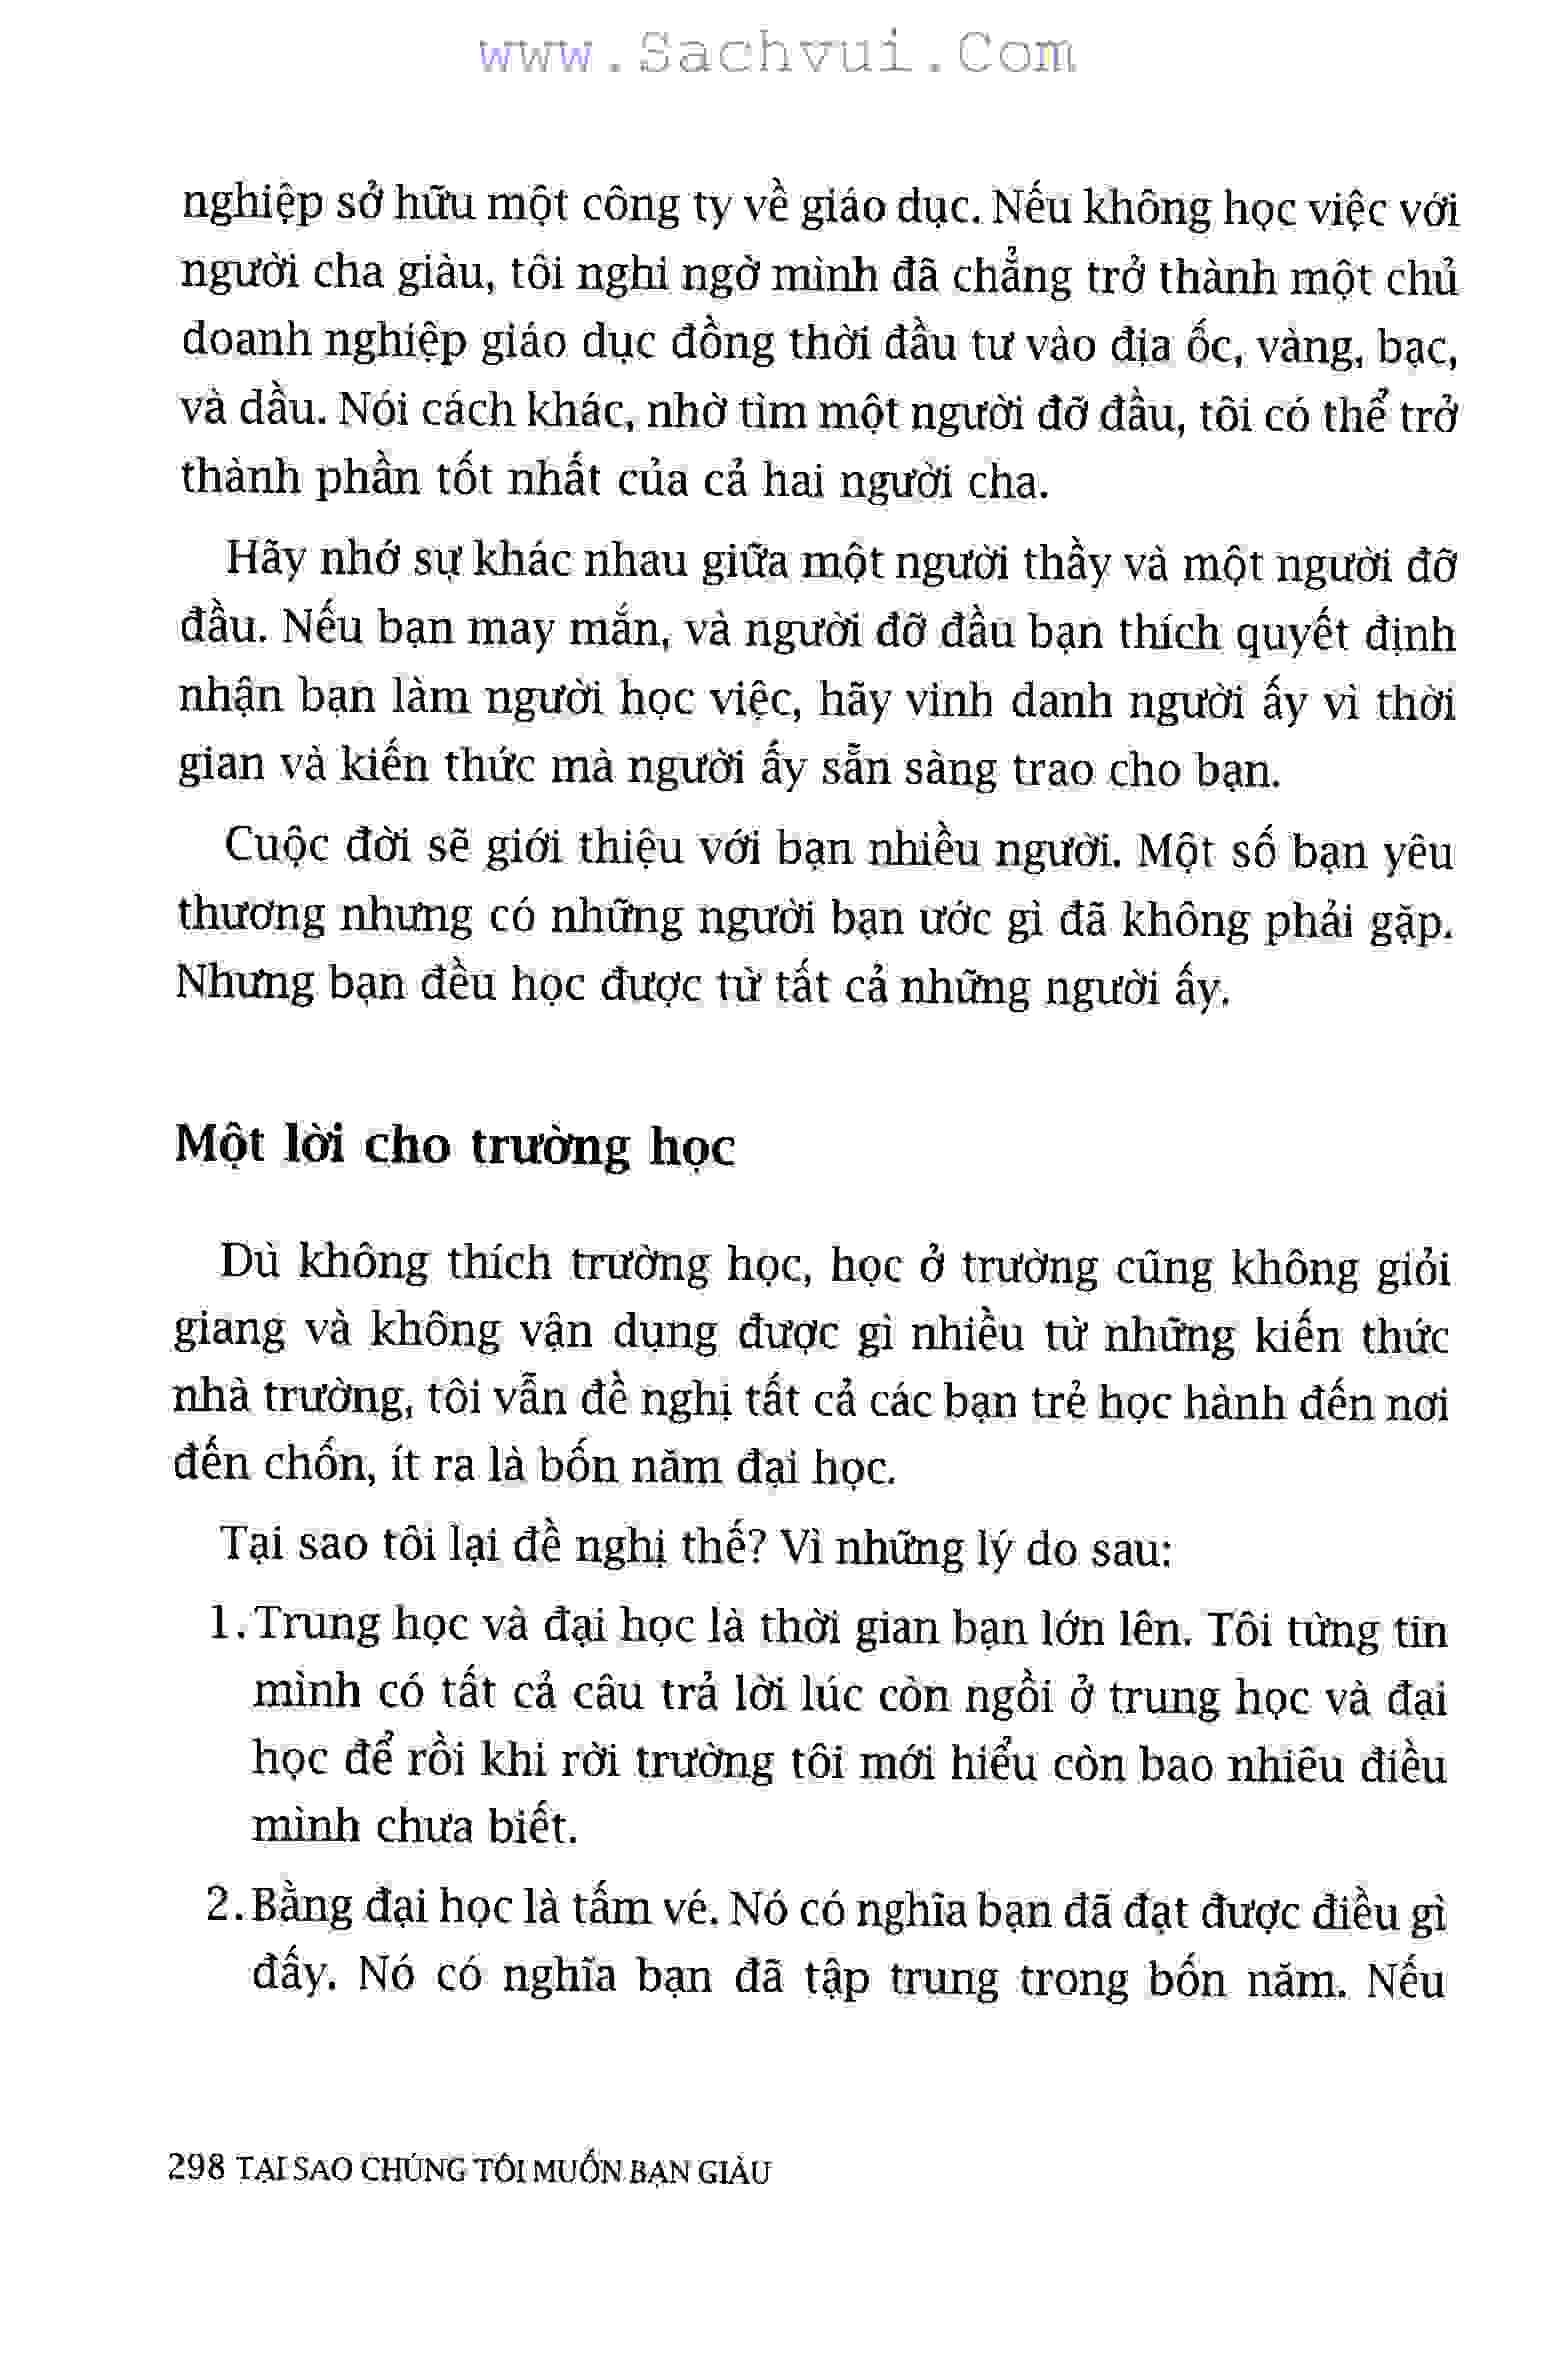 www.Sachvui.Com
nghiệp sở hữu một công ty về giáo dục. Nếu không học việc với
người cha giàu, tôi nghi ngờ mình đã chẳng trở thành một chủ
doanh nghiệp giáo dục đồng thời đầu tư vào địa ốc, vàng, bạc,
và dầu. Nói cách khác, nhờ tìm một người đỡ đầu, tôi có thể trở
thành phần tốt nhất của cả hai người cha.
Hãy nhớ sự khác nhau giữa một người thầy và một người đỡ
đầu. Nếu bạn may mắn, và người đỡ đầu bạn thích quyết định
nhận bạn làm người học việc, hãy vinh danh người ấy vì thời
gian và kiến thức mà người ấy sẵn sàng trao cho bạn.
Cuộc đời sẽ giới thiệu với bạn nhiều người. Một số bạn yêu
thương nhưng có những người bạn ước gì đã không phải gặp.
Nhưng bạn đều học được từ tất cả những người ấy.
Một lời cho trường học
Dù không thích trường học, học ở trường cũng không giỏi
giang và không vận dụng được gì nhiều từ những kiến thức
nhà trường, tôi vẫn đề nghị tất cả các bạn trẻ học hành đến nơi
đến chốn, ít ra là bốn năm đại học.
Tại sao tôi lại đề nghị thế? Vì những lý do sau:
1. Trung học và đại học là thời gian bạn lớn lên. Tôi từng tin
mình có tất cả câu trả lời lúc còn ngồi ở trung học và đại
học để rồi khi rời trường tôi mới hiểu còn bao nhiêu điều
mình chưa biết.
2. Bằng đại học là tấm vé. Nó có nghĩa bạn đã đạt được điều gì
đấy. Nó có nghĩa bạn đã tập trung trong bốn năm. Nếu
298 TẠI SAO CHÚNG TÔI MUỐN BẠN GIÀU